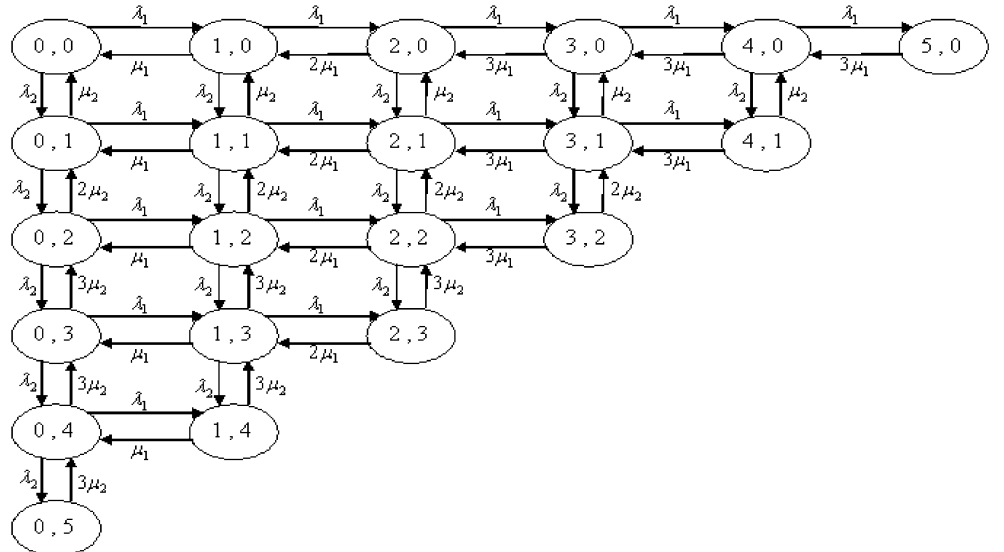 λ₁ λ₁ λ₁ λ₁ λ₁
0 , 0 1 , 0 2 , 0 3 , 0 4 , 0 5 , 0
μ₁ 2μ₁ 3μ₁ 3μ₁ 3μ₁
λ₂ μ₂ λ₂ μ₂ λ₂ μ₂ λ₂ μ₂ λ₂ μ₂
λ₁ λ₁ λ₁ λ₁
0 , 1 1 , 1 2 , 1 3 , 1 4 , 1
μ₁ 2μ₁ 3μ₁ 3μ₁
λ₂ 2μ₂ λ₂ 2μ₂ λ₂ 2μ₂ λ₂ 2μ₂
λ₁ λ₁ λ₁
0 , 2 1 , 2 2 , 2 3 , 2
μ₁ 2μ₁ 3μ₁
λ₂ 3μ₂ λ₂ 3μ₂ λ₂ 3μ₂
λ₁ λ₁
0 , 3 1 , 3 2 , 3
μ₁ 2μ₁
λ₂ 3μ₂ λ₂ 3μ₂
λ₁
0 , 4 1 , 4
μ₁
λ₂ 3μ₂
0 , 5